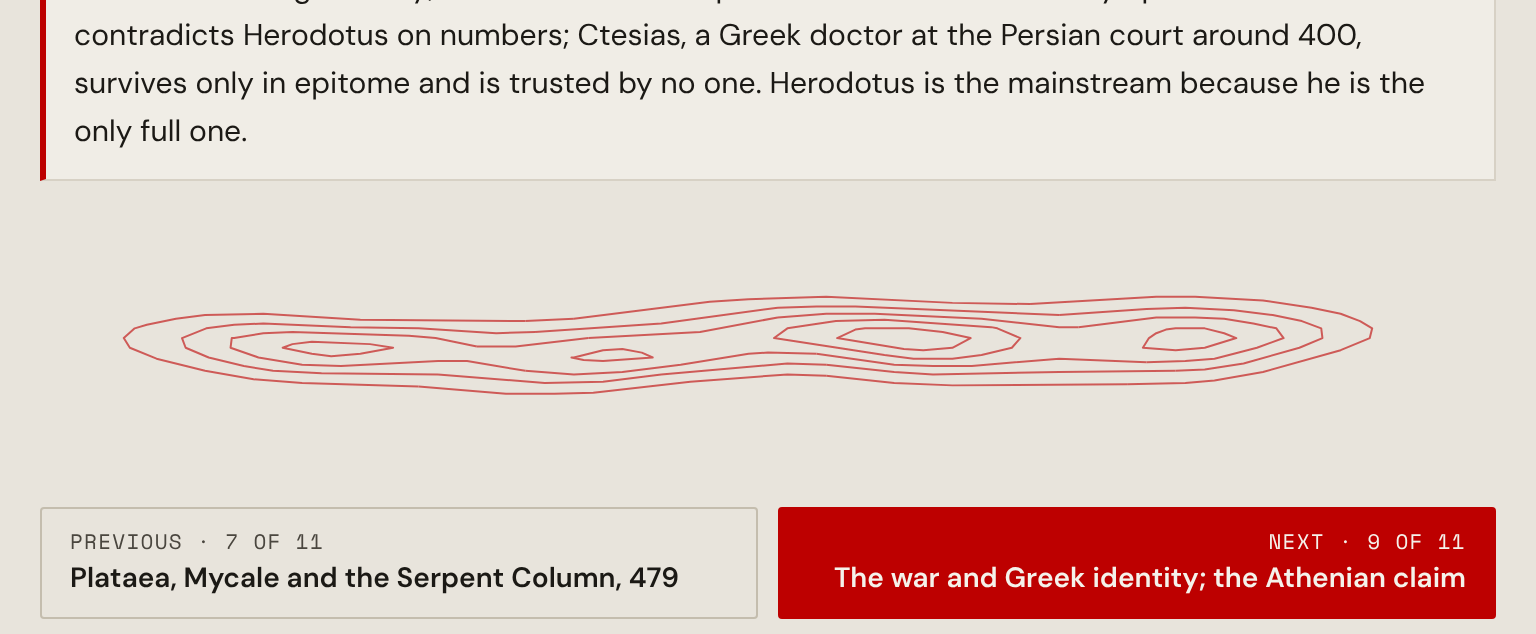 contradicts Herodotus on numbers; Ctesias, a Greek doctor at the Persian court around 400,
survives only in epitome and is trusted by no one. Herodotus is the mainstream because he is the
only full one.
PREVIOUS · 7 OF 11
Plataea, Mycale and the Serpent Column, 479
NEXT · 9 OF 11
The war and Greek identity; the Athenian claim